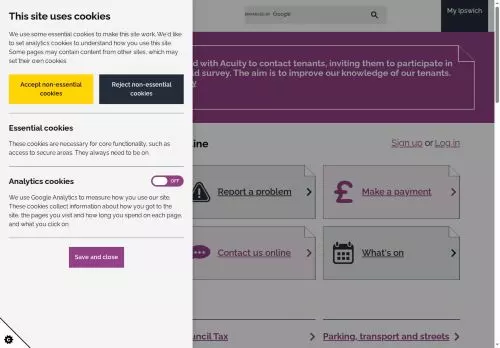 This site uses cookies
We use some essential cookies to make this site work. We'd like
to set analytics cookies to understand how you use this site.
Some pages may contain content from other sites, which may
set their own cookies.
Accept non-essential
cookies
Reject non-essential
cookies
Essential cookies
These cookies are necessary for core functionality, such as
access to secure areas. They always need to be on.
Analytics cookies
OFF
We use Google Analytics to measure how you use our site.
These cookies collect information about how you got to the
site, the pages you visit and how long you spend on each page,
and what you click on.
Save and close
ENHANCED BY Google
My Ipswich
d with Acuity to contact tenants, inviting them to participate in
ld survey. The aim is to improve our knowledge of our tenants.
y
line
Sign up or Log in
Report a problem
Make a payment
Contact us online
What's on
uncil Tax
Parking, transport and streets